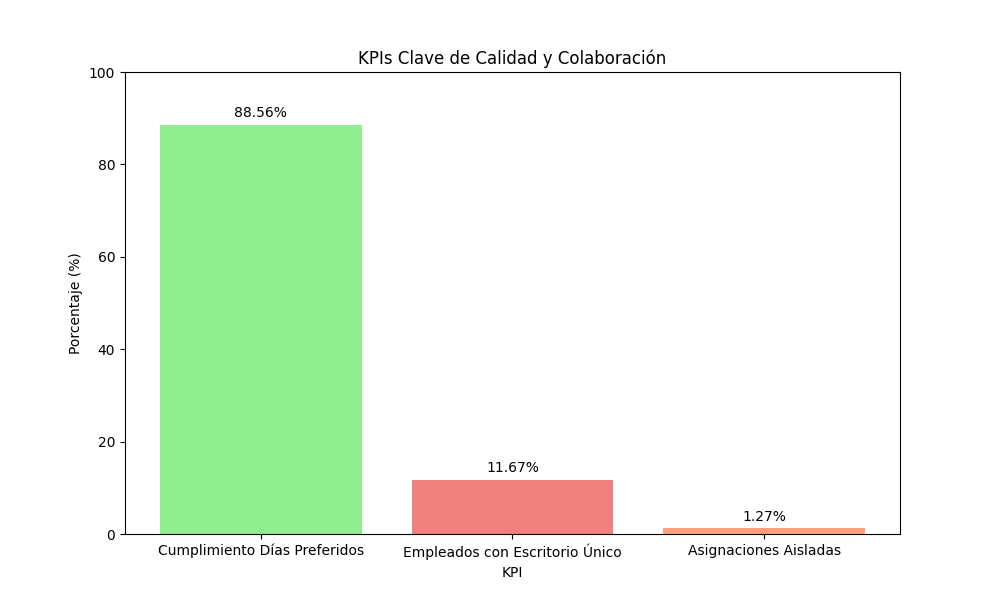 KPIs Clave de Calidad y Colaboración
100
80
60
40
20
0
Porcentaje (%)
88.56%
11.67%
1.27%
Cumplimiento Días Preferidos
Empleados con Escritorio Único
Asignaciones Aisladas
KPI